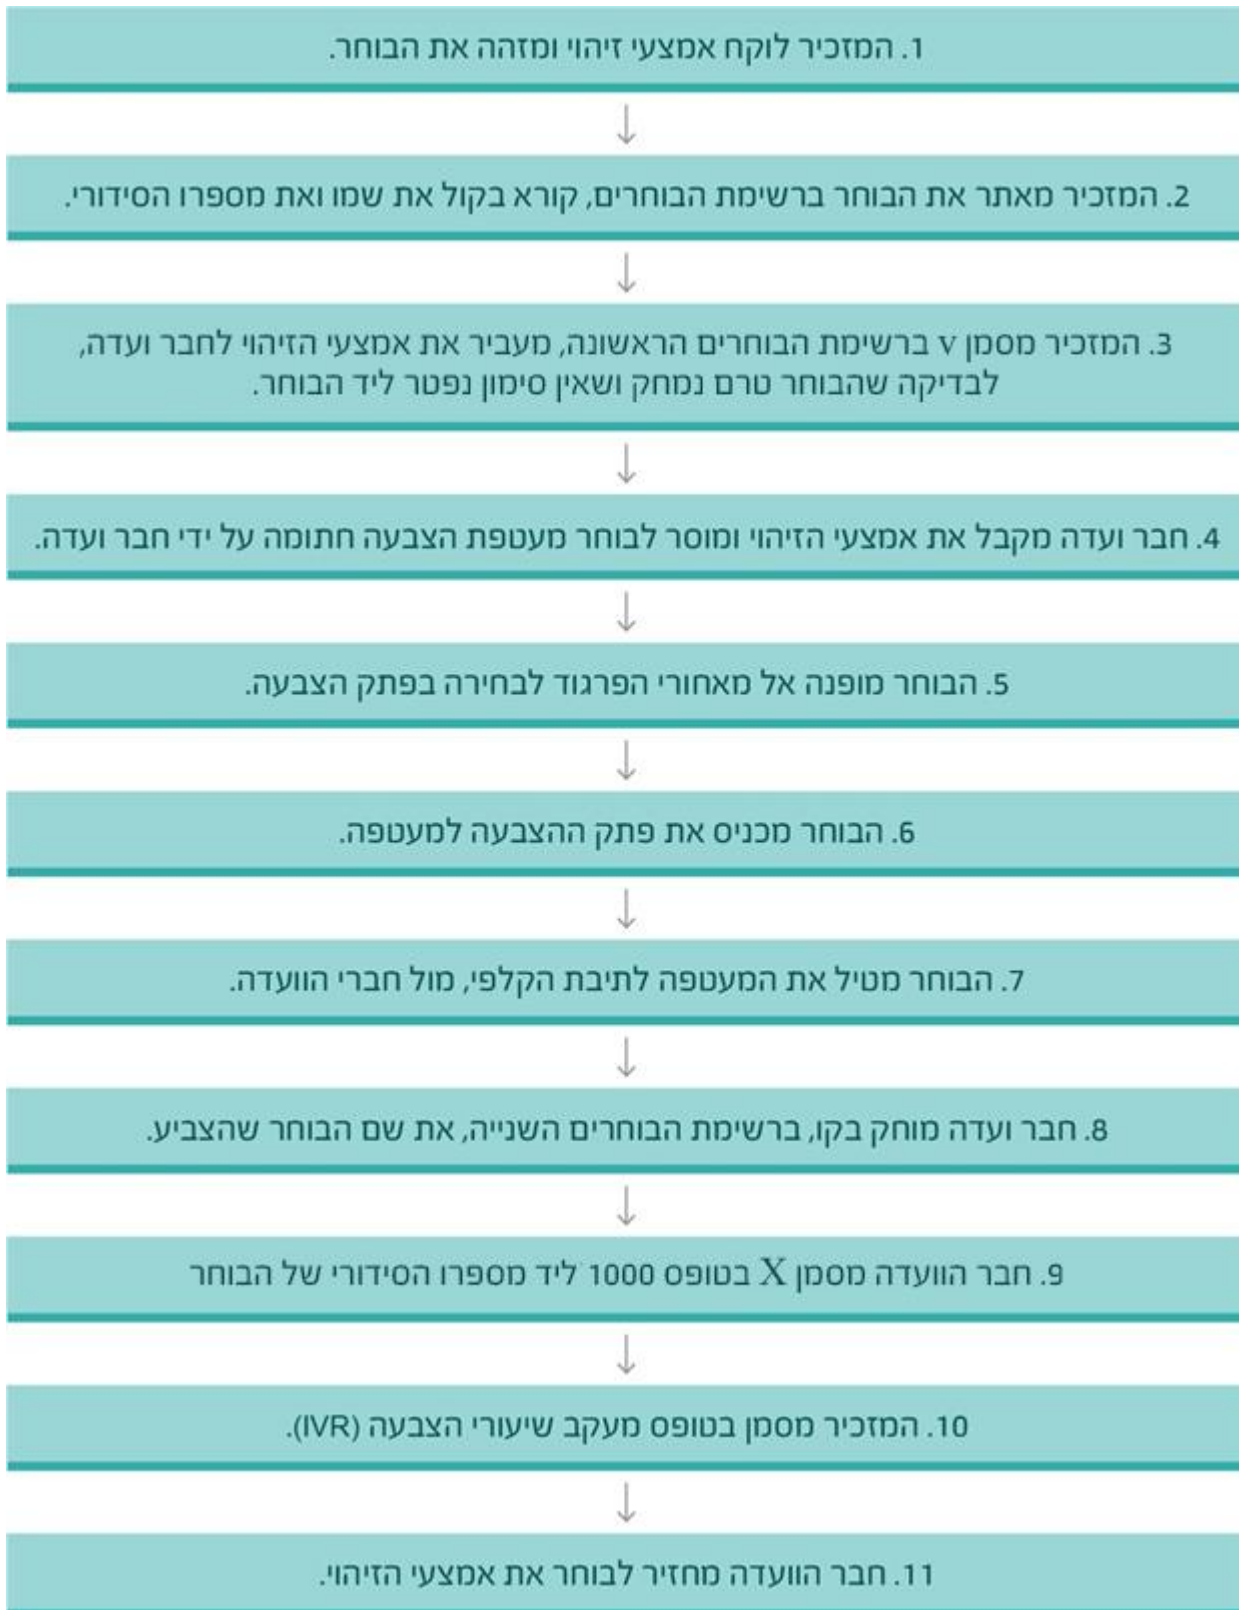 1. המזכיר לוקח אמצעי זיהוי ומזהה את הבוחר.
2. המזכיר מאתר את הבוחר ברשימת הבוחרים, קורא בקול את שמו ואת מספרו הסידורי.
3. המזכיר מסמן v ברשימת הבוחרים הראשונה, מעביר את אמצעי הזיהוי לחבר ועדה,
לבדיקה שהבוחר טרם נמחק ושאין סימון נפטר ליד הבוחר.
4. חבר ועדה מקבל את אמצעי הזיהוי ומוסר לבוחר מעטפת הצבעה חתומה על ידי חבר ועדה.
5. הבוחר מופנה אל מאחורי הפרגוד לבחירה בפתק הצבעה.
6. הבוחר מכניס את פתק ההצבעה למעטפה.
7. הבוחר מטיל את המעטפה לתיבת הקלפי, מול חברי הוועדה.
8. חבר ועדה מוחק בקו, ברשימת הבוחרים השנייה, את שם הבוחר שהצביע.
9. חבר הוועדה מסמן X בטופס 1000 ליד מספרו הסידורי של הבוחר
10. המזכיר מסמן בטופס מעקב שיעורי הצבעה (IVR).
11. חבר הוועדה מחזיר לבוחר את אמצעי הזיהוי.